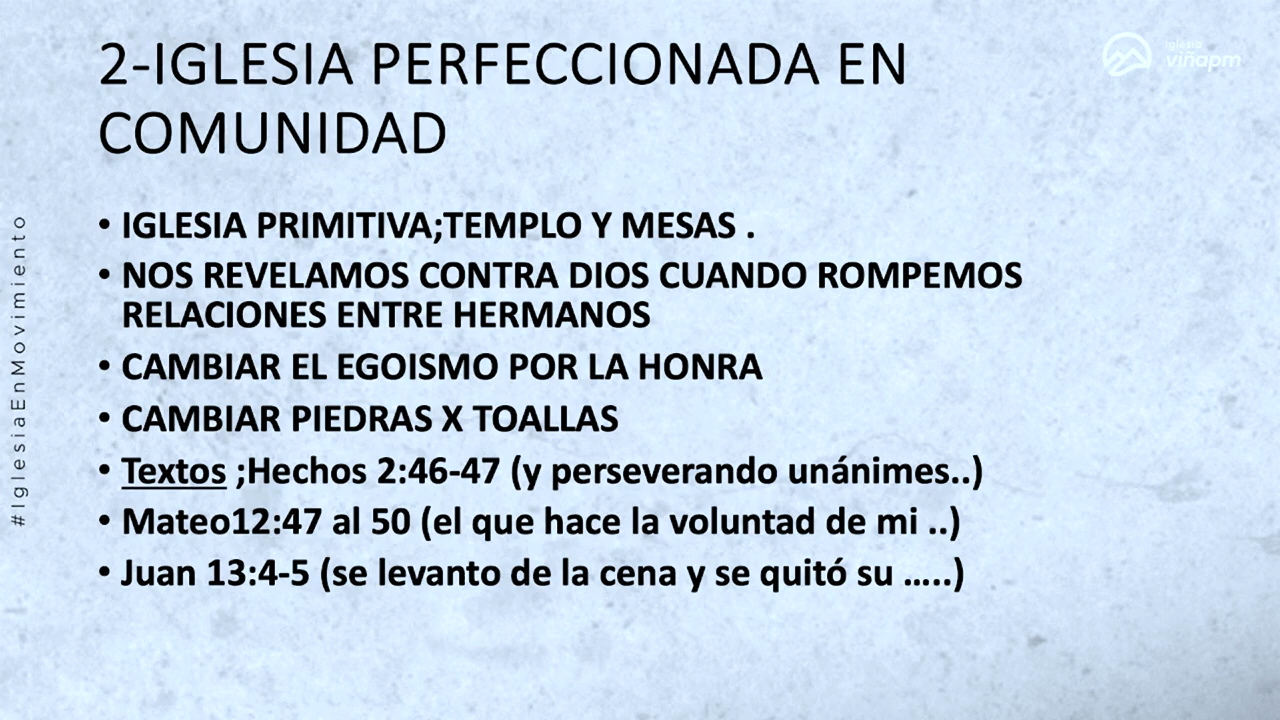 2-IGLESIA PERFECCIONADA EN
COMUNIDAD
iglesia
viñapm
• IGLESIA PRIMITIVA;TEMPLO Y MESAS .
• NOS REVELAMOS CONTRA DIOS CUANDO ROMPEMOS
RELACIONES ENTRE HERMANOS
• CAMBIAR EL EGOISMO POR LA HONRA
• CAMBIAR PIEDRAS X TOALLAS
• Textos ;Hechos 2:46-47 (y perseverando unánimes..)
• Mateo12:47 al 50 (el que hace la voluntad de mi ..)
• Juan 13:4-5 (se levanto de la cena y se quitó su …..)
#IglesiaEnMovimiento